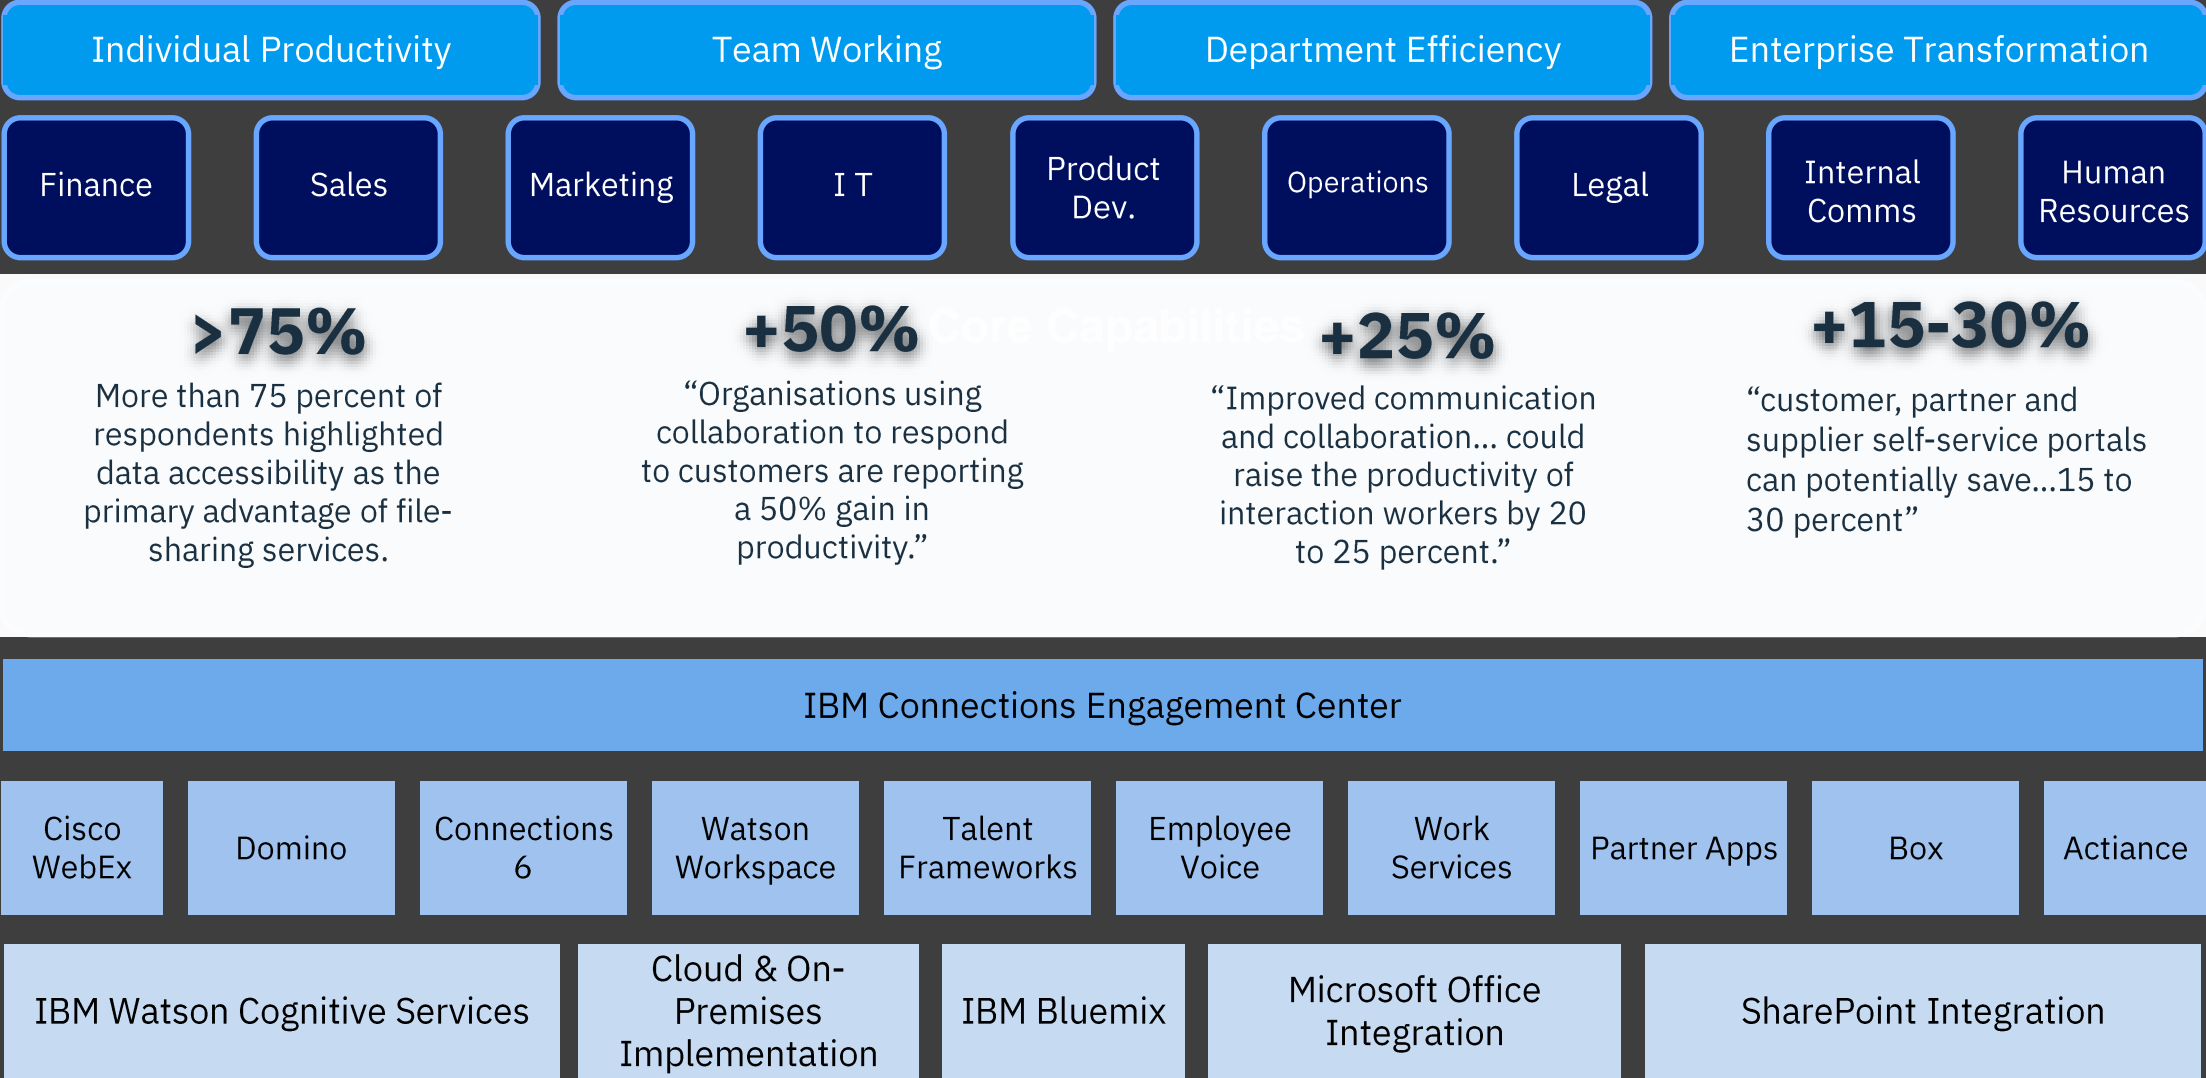 Individual Productivity
Team Working
Department Efficiency
Enterprise Transformation
Finance
Sales
Marketing
I T
Product
Dev.
Operations
Legal
Internal
Comms
Human
Resources
Core Capabilities
>75%
More than 75 percent of
respondents highlighted
data accessibility as the
primary advantage of file-
sharing services.
+50%
“Organisations using
collaboration to respond
to customers are reporting
a 50% gain in
productivity.”
+25%
“Improved communication
and collaboration... could
raise the productivity of
interaction workers by 20
to 25 percent.”
+15-30%
“customer, partner and
supplier self-service portals
can potentially save...15 to
30 percent”
IBM Connections Engagement Center
Cisco
WebEx
Domino
Connections
6
Watson
Workspace
Talent
Frameworks
Employee
Voice
Work
Services
Partner Apps
Box
Actiance
IBM Watson Cognitive Services
Cloud & On-
Premises
Implementation
IBM Bluemix
Microsoft Office
Integration
SharePoint Integration